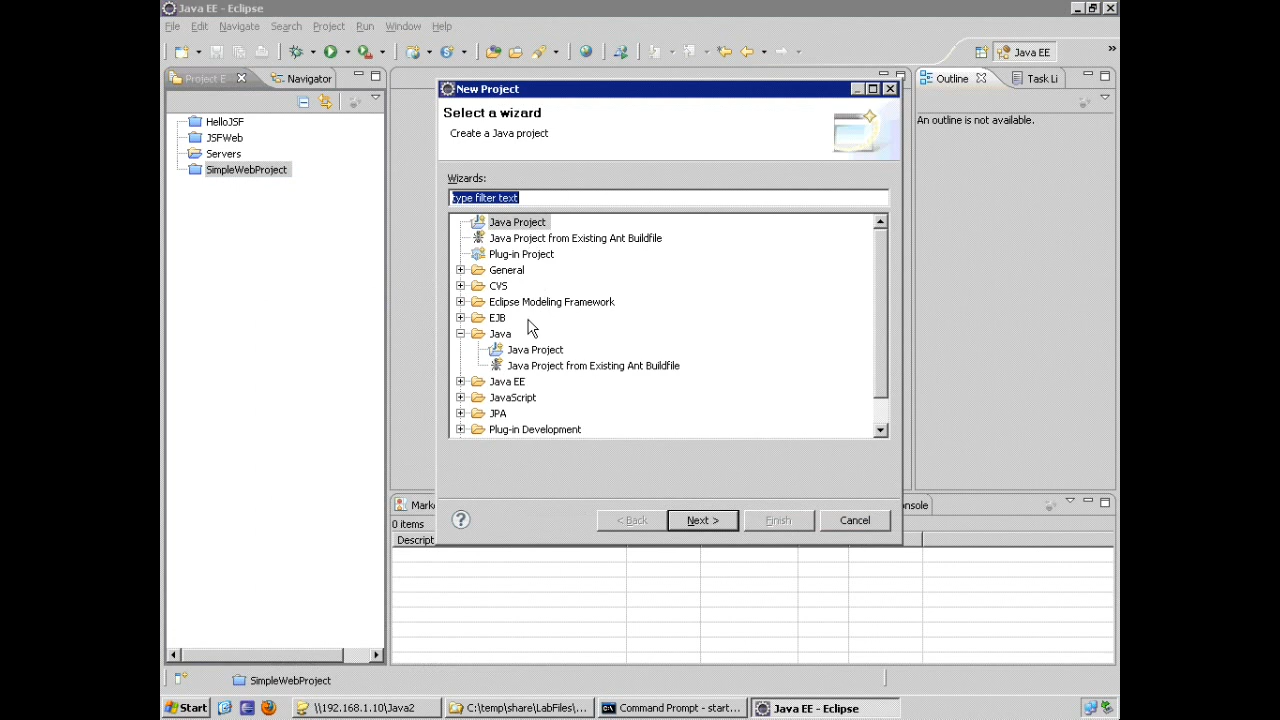 Java EE - Eclipse
File Edit Navigate Search Project Run Window Help
Java EE
Project E
Navigator
Outline
Task Li
HelloJSF
JSFWeb
Servers
SimpleWebProject
New Project
Select a wizard
Create a Java project
Wizards:
type filter text
Java Project
Java Project from Existing Ant Buildfile
Plug-in Project
General
CVS
Eclipse Modeling Framework
EJB
Java
Java Project
Java Project from Existing Ant Buildfile
Java EE
JavaScript
JPA
Plug-in Development
< Back
Next >
Finish
Cancel
An outline is not available.
Mark
onsole
0 items
Descript
SimpleWebProject
Start
\\192.168.1.10\Java2
C:\temp\share\LabFiles\...
Command Prompt - start...
Java EE - Eclipse